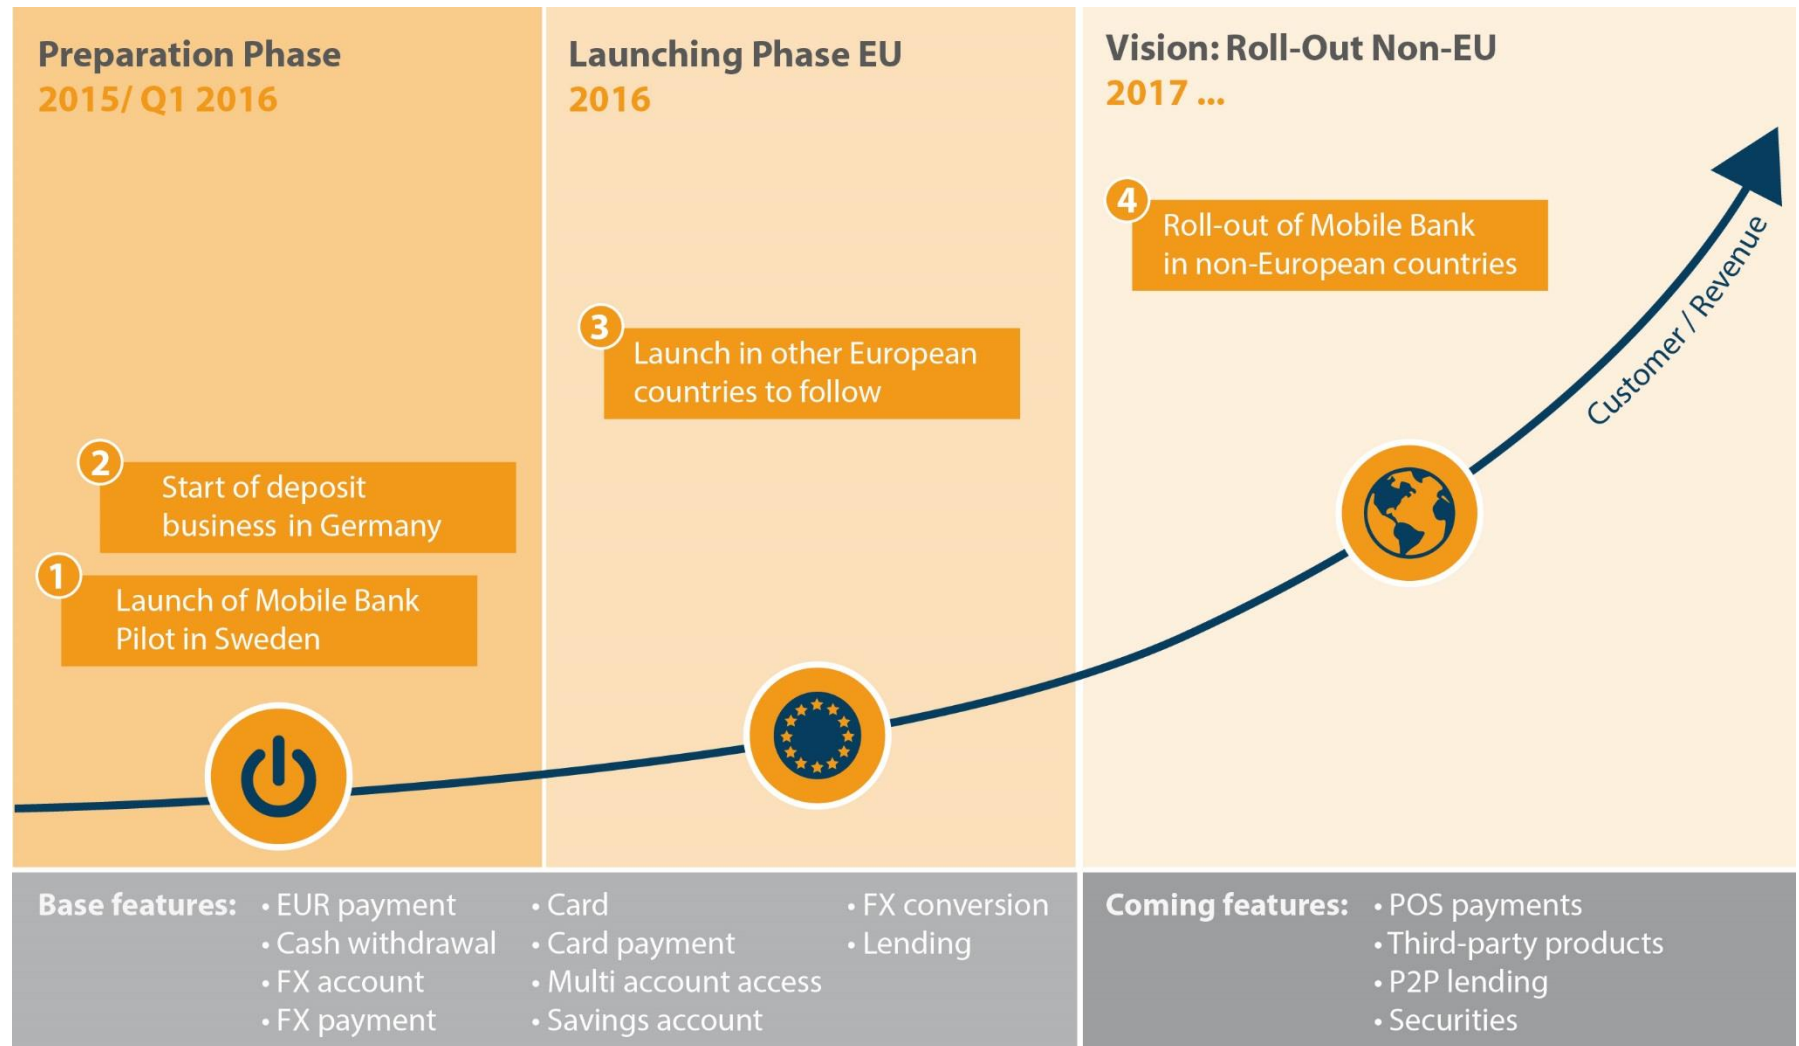 Preparation Phase
2015/ Q1 2016
Launching Phase EU
2016
Vision: Roll-Out Non-EU
2017 ...
4
Roll-out of Mobile Bank
in non-European countries
3
Launch in other European
countries to follow
2
Start of deposit
business in Germany
1
Launch of Mobile Bank
Pilot in Sweden
Customer / Revenue
Base features:
• EUR payment
• Cash withdrawal
• FX account
• FX payment
• Card
• Card payment
• Multi account access
• Savings account
• FX conversion
• Lending
Coming features:
• POS payments
• Third-party products
• P2P lending
• Securities